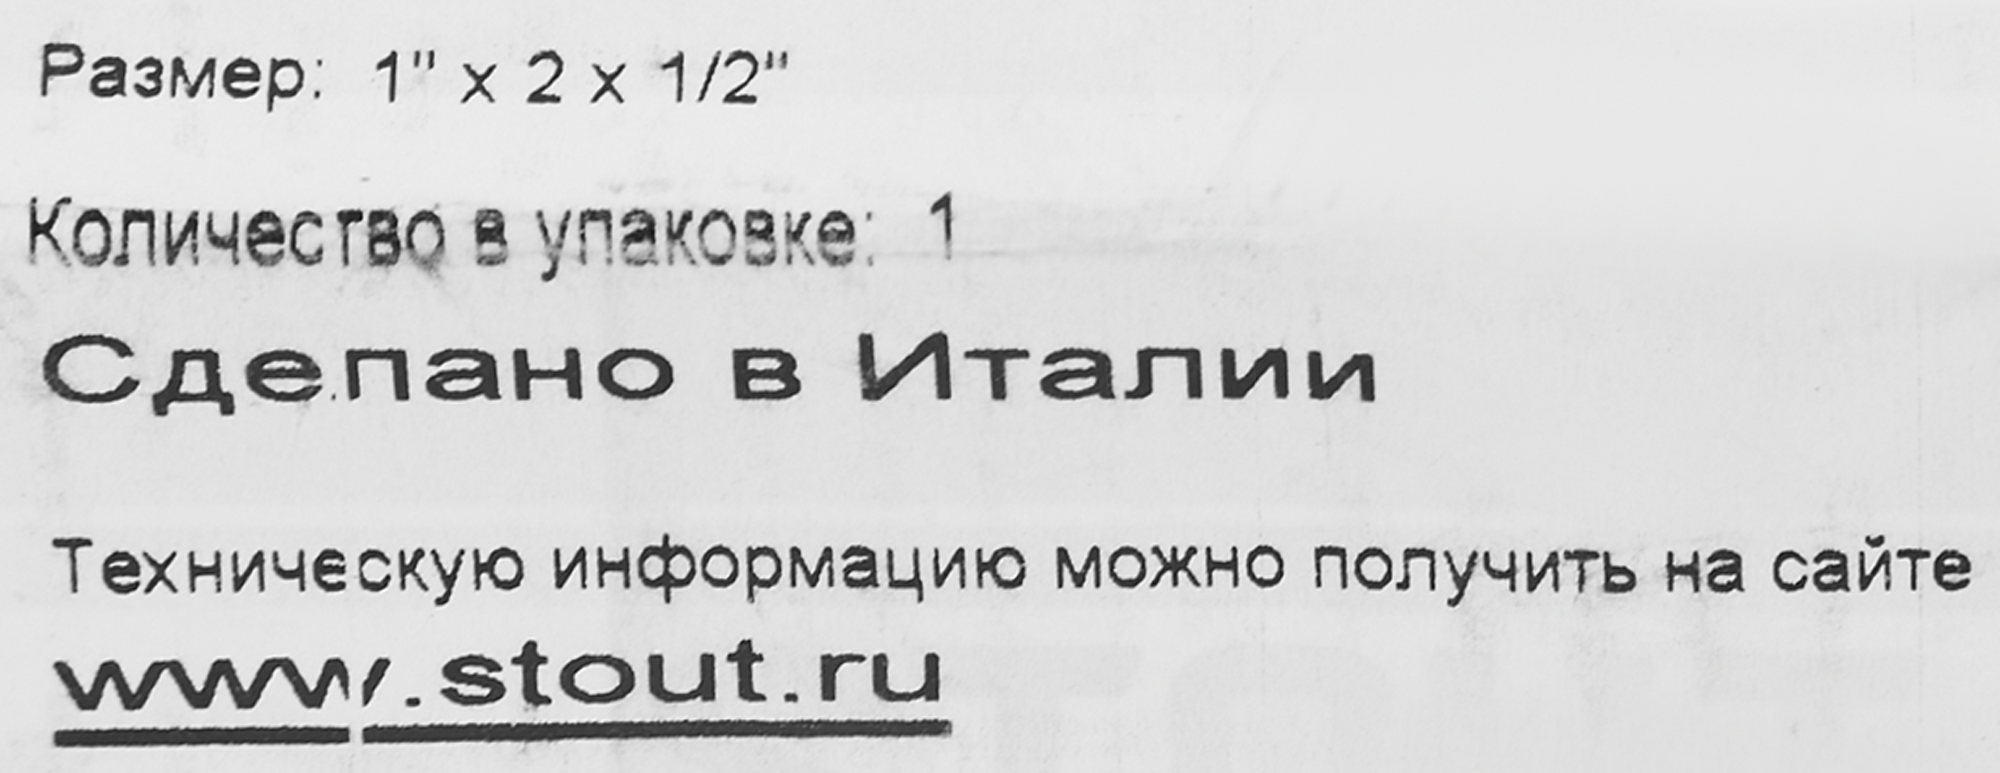 Размер: 1" x 2 x 1/2"
Количество в упаковке: 1
Сделано в Италии
Техническую информацию можно получить на сайте
www.stout.ru